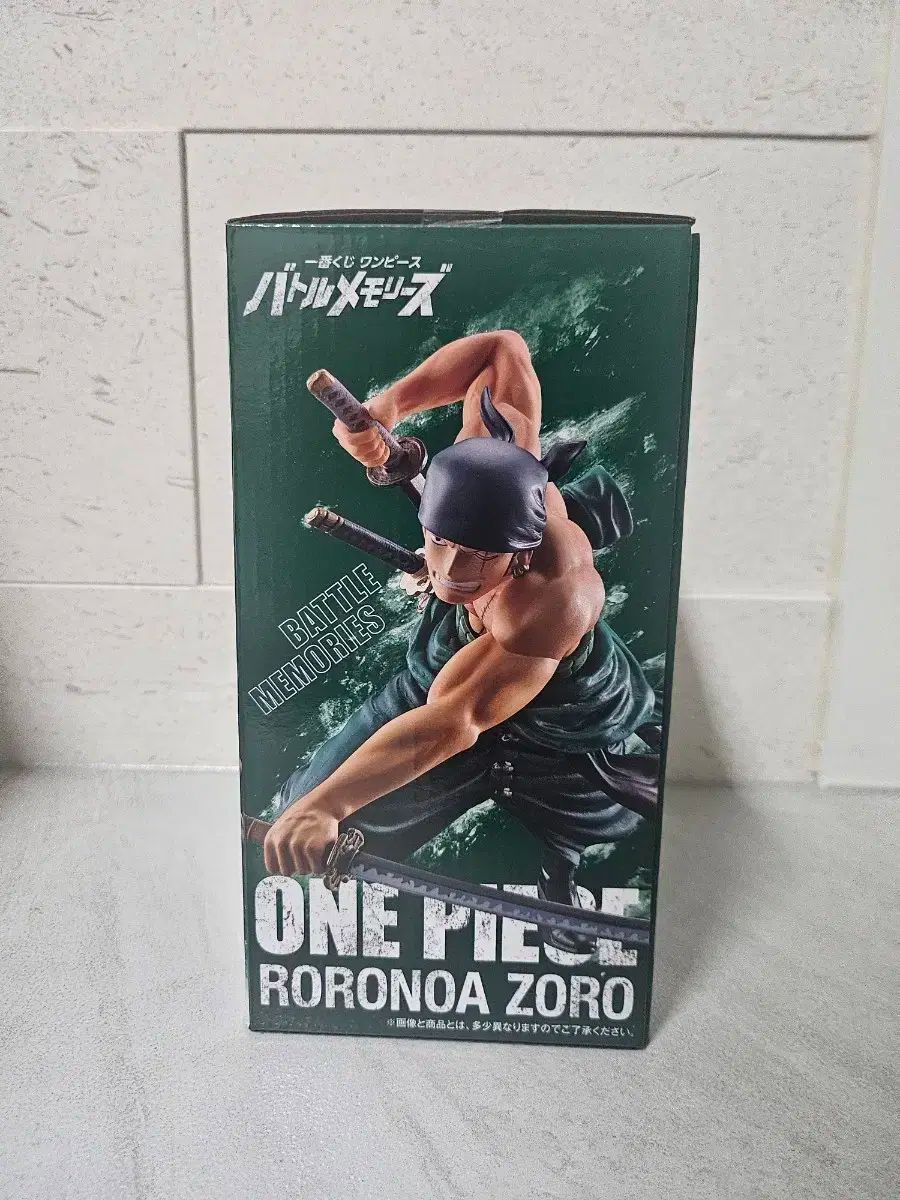 一番くじ ワンピース
バトルメモリーズ
BATTLE
MEMORIES
ONE PIECE
RORONOA ZORO
※画像と商品とは、多少異なりますのでご了承ください。